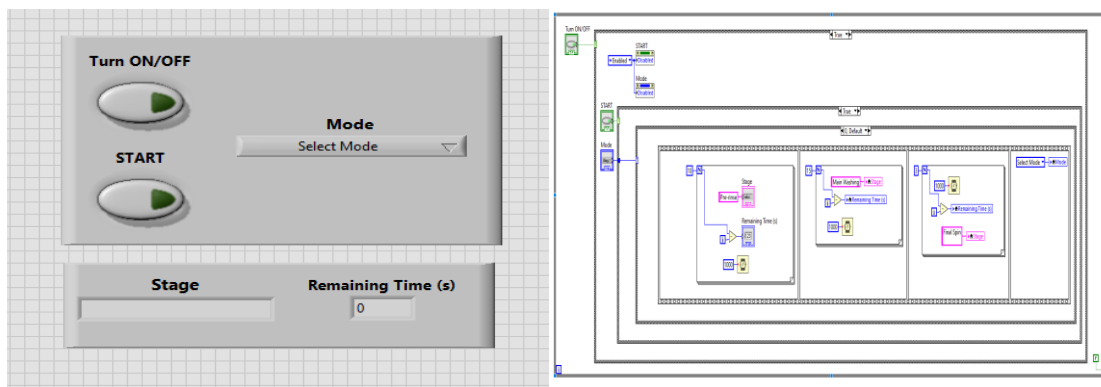 Turn ON/OFF
START
Mode
Select Mode
Stage
Remaining Time (s)
0
Turn ON/OFF
True
START
Enabled
Disabled
Mode
Disabled
START
True
Mode
0, Default
Stage
Remaining Time (s)
1000
Main Washing
Stage
Remaining Time (s)
1000
1000
Remaining Time (s)
Final Spin
Stage
Select Mode
Mode